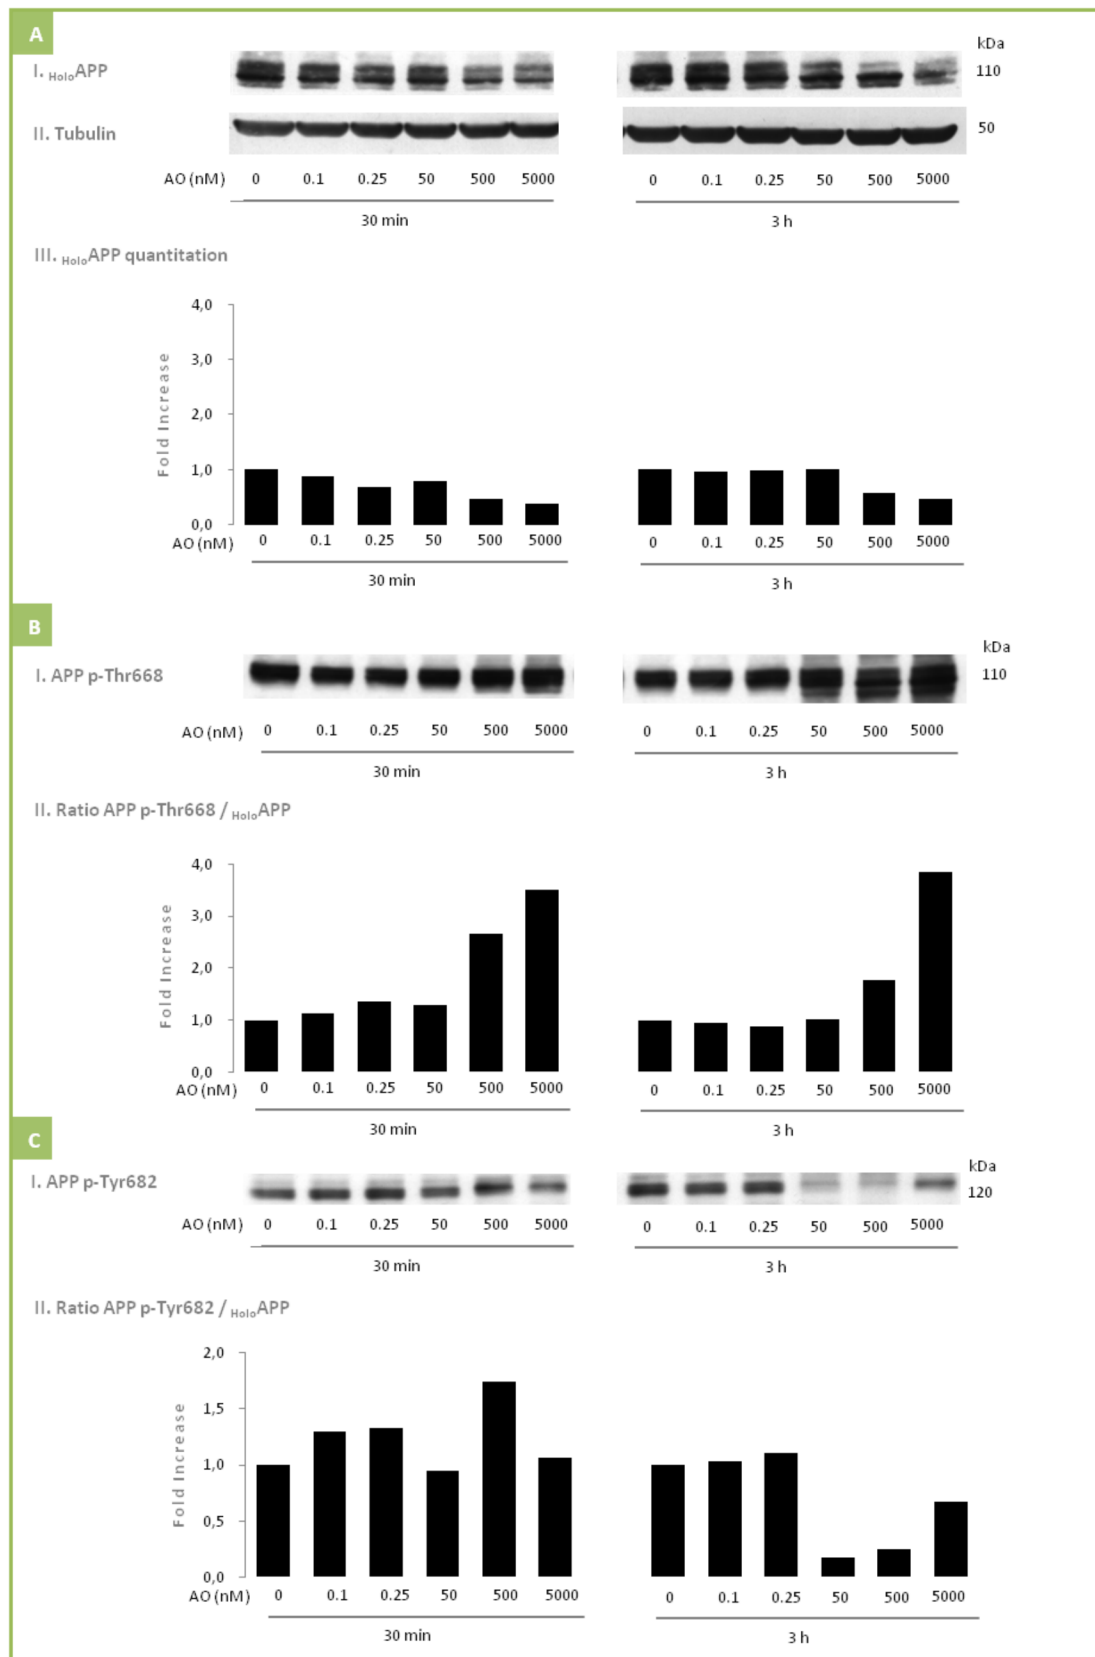 A
kDa
I. HoloAPP
110
II. Tubulin
50
AO (nM) 0 0.1 0.25 50 500 5000 0 0.1 0.25 50 500 5000
30 min 3 h
III. HoloAPP quantitation
4,0
3,0
2,0
1,0
0,0
Fold Increase
AO (nM) 0 0.1 0.25 50 500 5000 0 0.1 0.25 50 500 5000
30 min 3 h
B
kDa
I. APP p-Thr668
110
AO (nM) 0 0.1 0.25 50 500 5000 0 0.1 0.25 50 500 5000
30 min 3 h
II. Ratio APP p-Thr668 / HoloAPP
4,0
3,0
2,0
1,0
0,0
Fold Increase
AO (nM) 0 0.1 0.25 50 500 5000 0 0.1 0.25 50 500 5000
30 min 3 h
C
kDa
I. APP p-Tyr682
120
AO (nM) 0 0.1 0.25 50 500 5000 0 0.1 0.25 50 500 5000
30 min 3 h
II. Ratio APP p-Tyr682 / HoloAPP
2,0
1,5
1,0
0,5
0,0
Fold Increase
AO (nM) 0 0.1 0.25 50 500 5000 0 0.1 0.25 50 500 5000
30 min 3 h